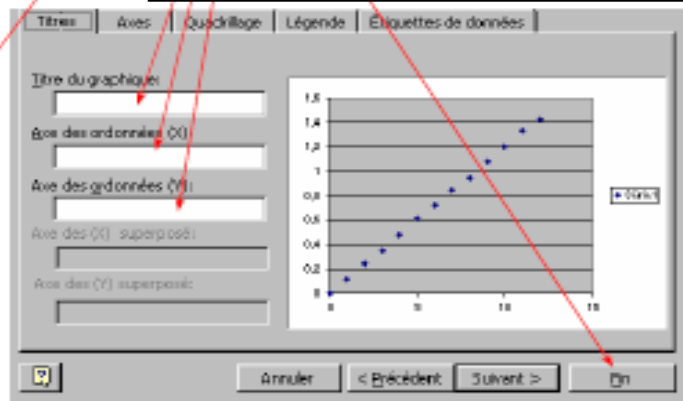 Titres Axes Quadrillage Légende Étiquettes de données
Titre du graphique:
Axe des ordonnées (X):
Axe des ordonnées (Y):
Axe des (X) superposé:
Axe des (Y) superposé:
1,6
1,4
1,2
1
0,8
0,6
0,4
0,2
0
0 5 10 15
Série1
Annuler < Précédent Suivant > Fin